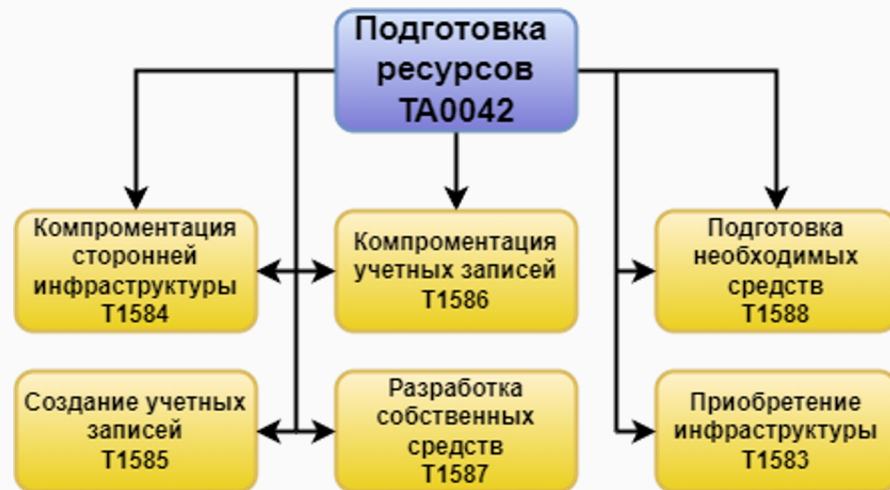 Подготовка
ресурсов
TA0042
Компроментация
сторонней
инфраструктуры
T1584
Компроментация
учетных записей
T1586
Подготовка
необходимых
средств
T1588
Создание учетных
записей
T1585
Разработка
собственных
средств
T1587
Приобретение
инфраструктуры
T1583